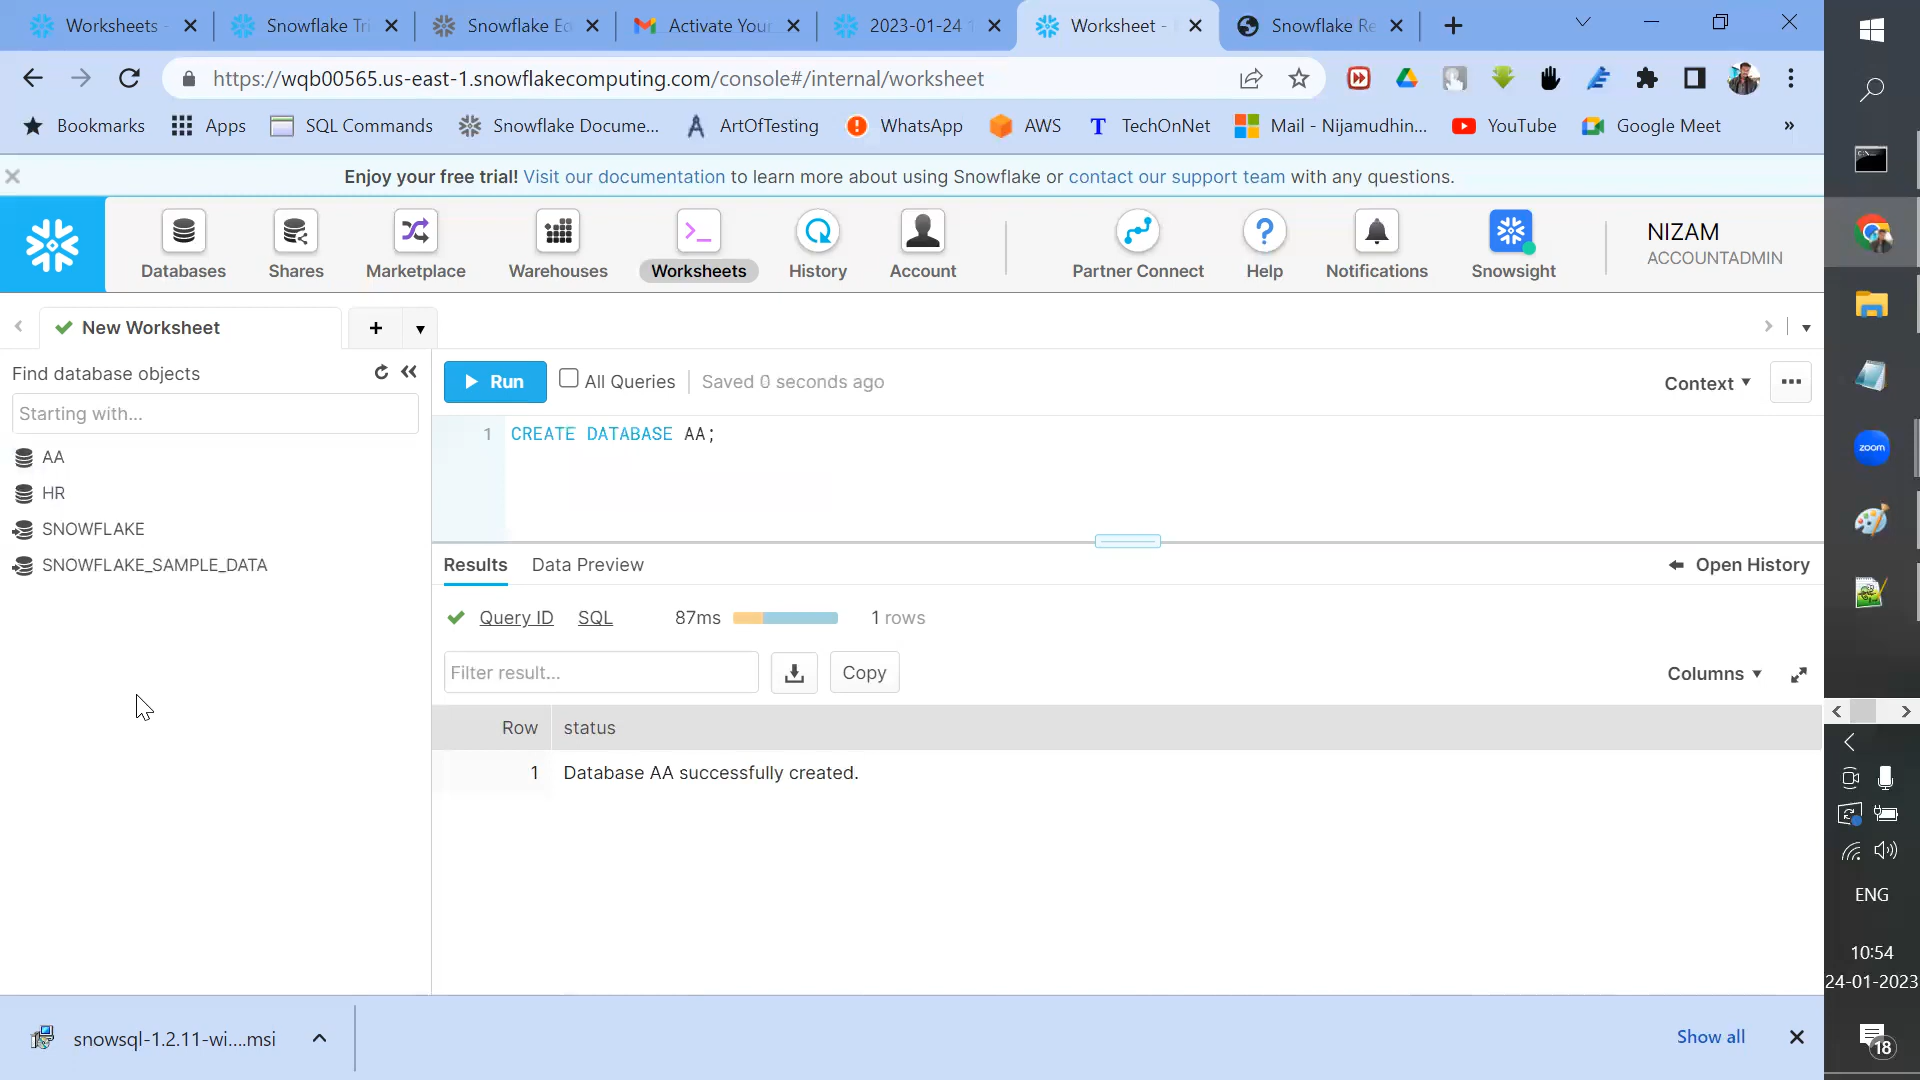 Worksheets -
Snowflake Tri
Snowflake Ed
Activate Your
2023-01-24 1
Worksheet -
Snowflake Re
https://wqb00565.us-east-1.snowflakecomputing.com/console#/internal/worksheet
Bookmarks
Apps
SQL Commands
Snowflake Docume...
ArtOfTesting
WhatsApp
AWS
TechOnNet
Mail - Nijamudhin...
YouTube
Google Meet
»
Enjoy your free trial! Visit our documentation to learn more about using Snowflake or contact our support team with any questions.
Databases
Shares
Marketplace
Warehouses
Worksheets
History
Account
Partner Connect
Help
Notifications
Snowsight
NIZAM
ACCOUNTADMIN
New Worksheet
Find database objects
Starting with...
AA
HR
SNOWFLAKE
SNOWFLAKE_SAMPLE_DATA
Run
All Queries
Saved 0 seconds ago
Context
1 CREATE DATABASE AA;
Results
Data Preview
Open History
Query ID
SQL
87ms
1 rows
Filter result...
Copy
Columns
Row status
1 Database AA successfully created.
snowsql-1.2.11-wi....msi
Show all
zoom
ENG
10:54
24-01-2023
18